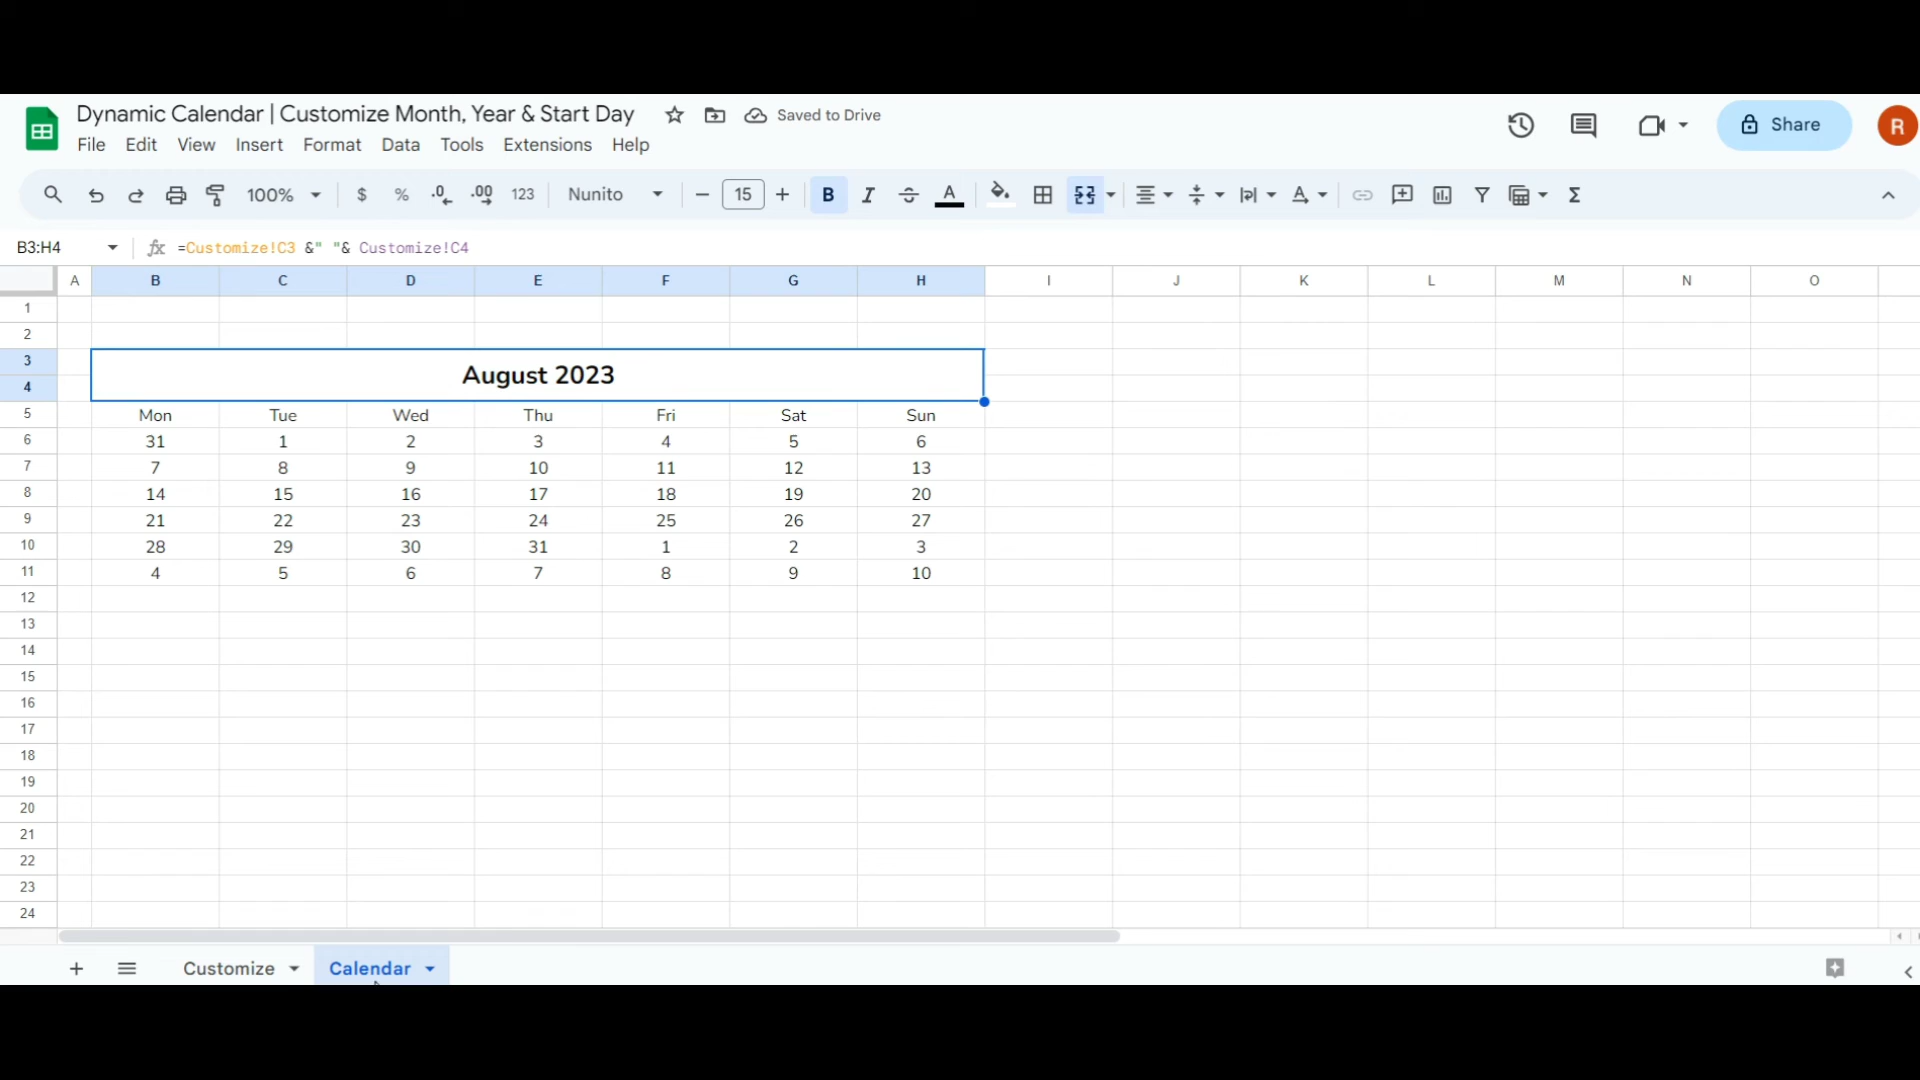 Dynamic Calendar | Customize Month, Year & Start Day Saved to Drive Share R
File Edit View Insert Format Data Tools Extensions Help
100% $ % .0 .00 123 Nunito 15 B I S A Σ
B3:H4 fx =Customize!C3 &" "& Customize!C4
A B C D E F G H I J K L M N O
1
2
3
August 2023
4
5 Mon Tue Wed Thu Fri Sat Sun
6 31 1 2 3 4 5 6
7 7 8 9 10 11 12 13
8 14 15 16 17 18 19 20
9 21 22 23 24 25 26 27
10 28 29 30 31 1 2 3
11 4 5 6 7 8 9 10
12
13
14
15
16
17
18
19
20
21
22
23
24
Customize Calendar